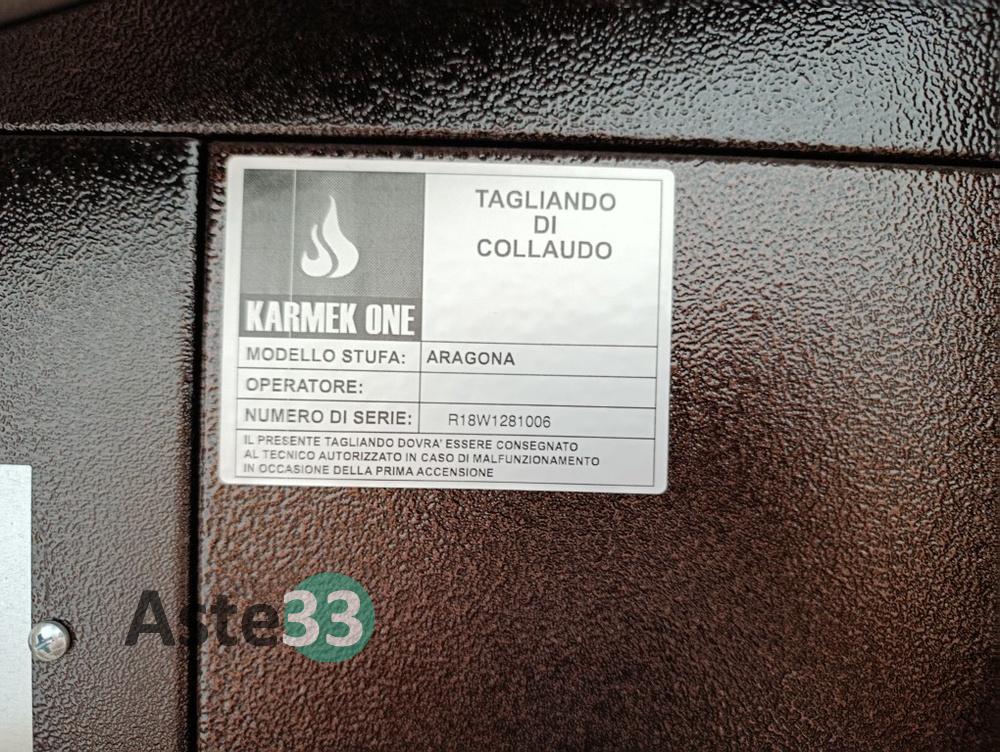 KARMEK ONE
TAGLIANDO
DI
COLLAUDO
MODELLO STUFA: ARAGONA
OPERATORE:
NUMERO DI SERIE: R18W1281006
IL PRESENTE TAGLIANDO DOVRA' ESSERE CONSEGNATO
AL TECNICO AUTORIZZATO IN CASO DI MALFUNZIONAMENTO
IN OCCASIONE DELLA PRIMA ACCENSIONE
Aste33